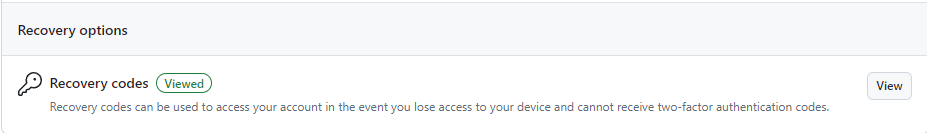 Recovery options
Recovery codes Viewed
View
Recovery codes can be used to access your account in the event you lose access to your device and cannot receive two-factor authentication codes.